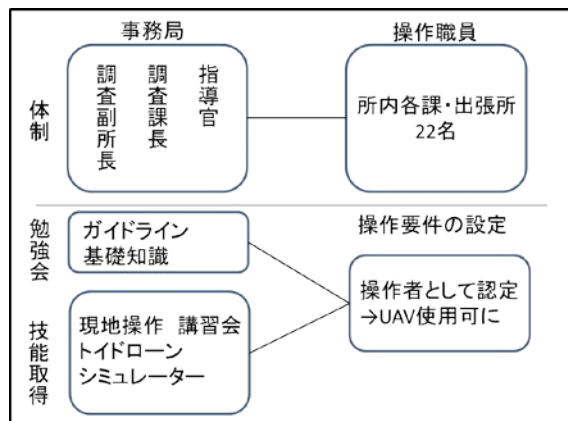 事務局
操作職員
体制
調査副所長
調査課長
指導官
所内各課・出張所
22名
勉強会
ガイドライン
基礎知識
操作要件の設定
技能取得
現地操作 講習会
トイドローン
シミュレーター
操作者として認定
→UAV使用可に